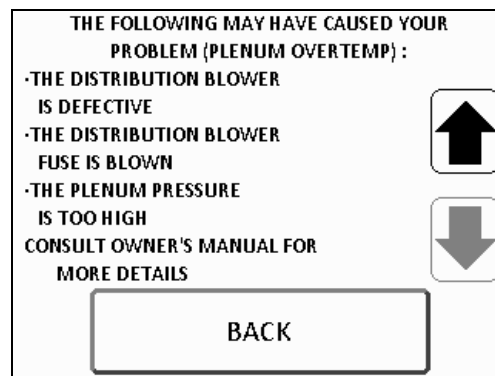 THE FOLLOWING MAY HAVE CAUSED YOUR
PROBLEM (PLENUM OVERTEMP) :
·THE DISTRIBUTION BLOWER
IS DEFECTIVE
·THE DISTRIBUTION BLOWER
FUSE IS BLOWN
·THE PLENUM PRESSURE
IS TOO HIGH
CONSULT OWNER'S MANUAL FOR
MORE DETAILS
BACK